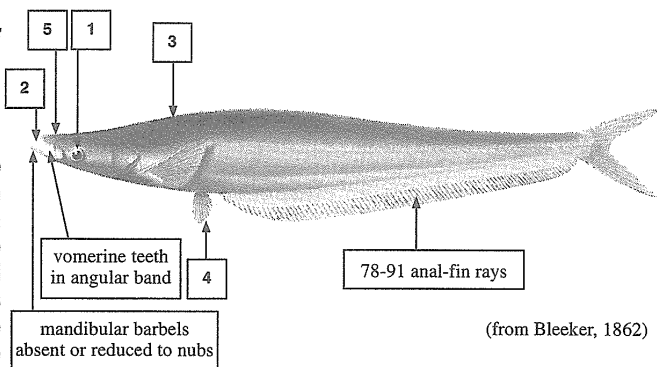 5
1
3
2
vomerine teeth
in angular band
4
78-91 anal-fin rays
mandibular barbels
absent or reduced to nubs
(from Bleeker, 1862)